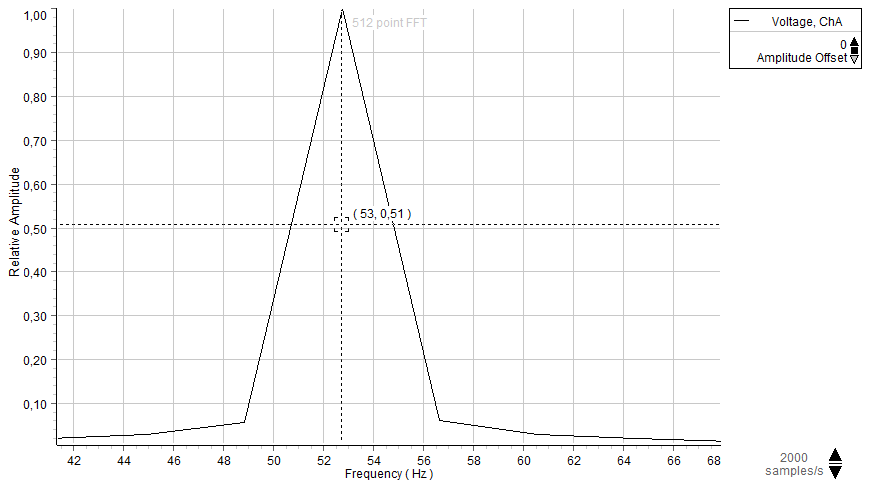 1,00
0,90
0,80
0,70
0,60
0,50
0,40
0,30
0,20
0,10
Relative Amplitude
512 point FFT
( 53, 0,51 )
42 44 46 48 50 52 54 56 58 60 62 64 66 68
Frequency ( Hz )
Voltage, ChA
0
Amplitude Offset
2000
samples/s